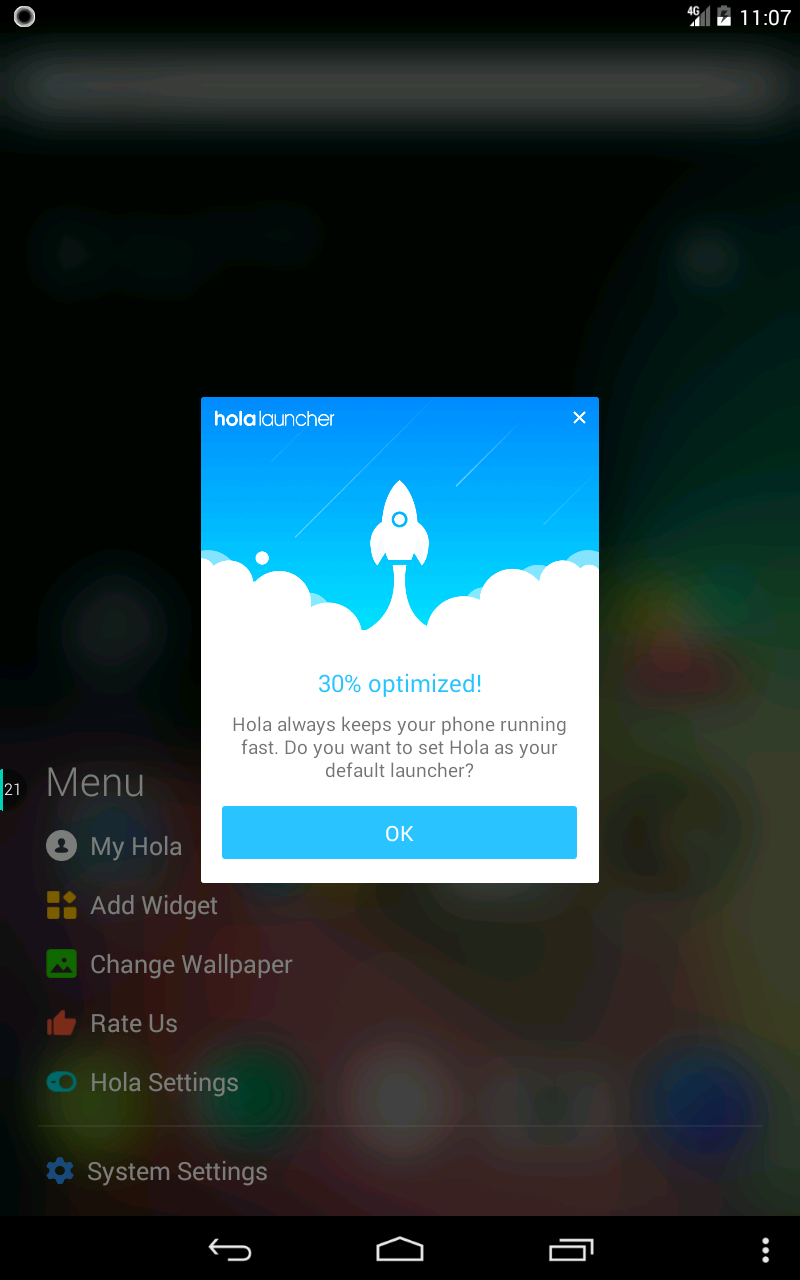 4G 11:07
hola launcher
30% optimized!
Hola always keeps your phone running
fast. Do you want to set Hola as your
default launcher?
OK
21
Menu
My Hola
Add Widget
Change Wallpaper
Rate Us
Hola Settings
System Settings